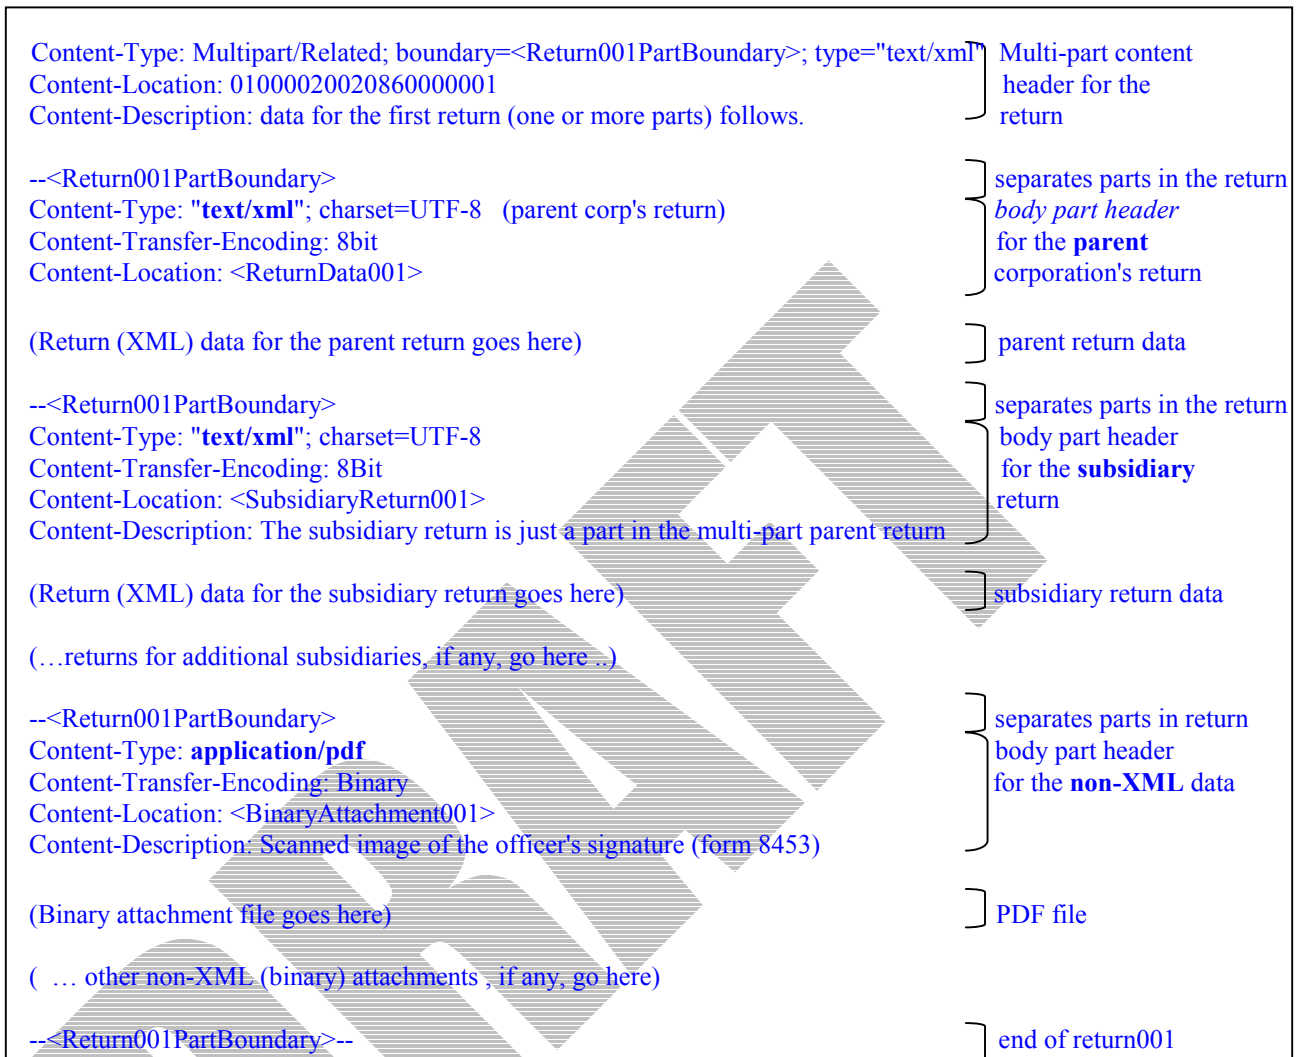 Content-Type: Multipart/Related; boundary=<Return001PartBoundary>; type="text/xml" Multi-part content
Content-Location: 01000020020860000001 header for the
Content-Description: data for the first return (one or more parts) follows. return
--<Return001PartBoundary> separates parts in the return
Content-Type: "text/xml"; charset=UTF-8 (parent corp's return) body part header
Content-Transfer-Encoding: 8bit for the parent
Content-Location: <ReturnData001> corporation's return
(Return (XML) data for the parent return goes here) parent return data
--<Return001PartBoundary> separates parts in the return
Content-Type: "text/xml"; charset=UTF-8 body part header
Content-Transfer-Encoding: 8Bit for the subsidiary
Content-Location: <SubsidiaryReturn001> return
Content-Description: The subsidiary return is just a part in the multi-part parent return
(Return (XML) data for the subsidiary return goes here) subsidiary return data
(…returns for additional subsidiaries, if any, go here ..)
--<Return001PartBoundary> separates parts in return
Content-Type: application/pdf body part header
Content-Transfer-Encoding: Binary for the non-XML data
Content-Location: <BinaryAttachment001>
Content-Description: Scanned image of the officer's signature (form 8453)
(Binary attachment file goes here) PDF file
( … other non-XML (binary) attachments , if any, go here)
--<Return001PartBoundary>-- end of return001
DRAFT